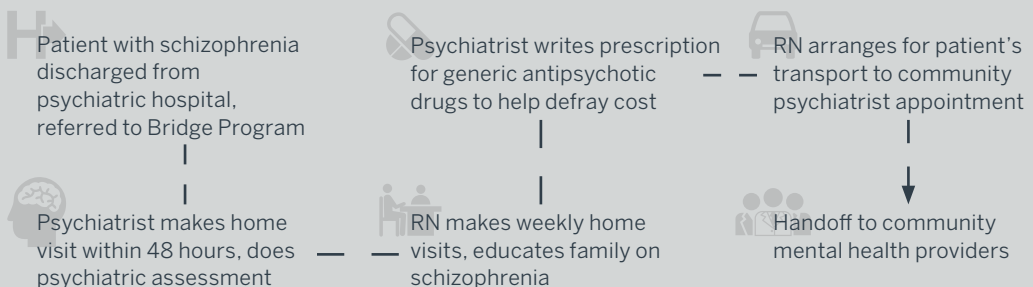 Patient with schizophrenia
discharged from
psychiatric hospital,
referred to Bridge Program
Psychiatrist makes home
visit within 48 hours, does
psychiatric assessment
RN makes weekly home
visits, educates family on
schizophrenia
Psychiatrist writes prescription
for generic antipsychotic
drugs to help defray cost
RN arranges for patient’s
transport to community
psychiatrist appointment
Handoff to community
mental health providers